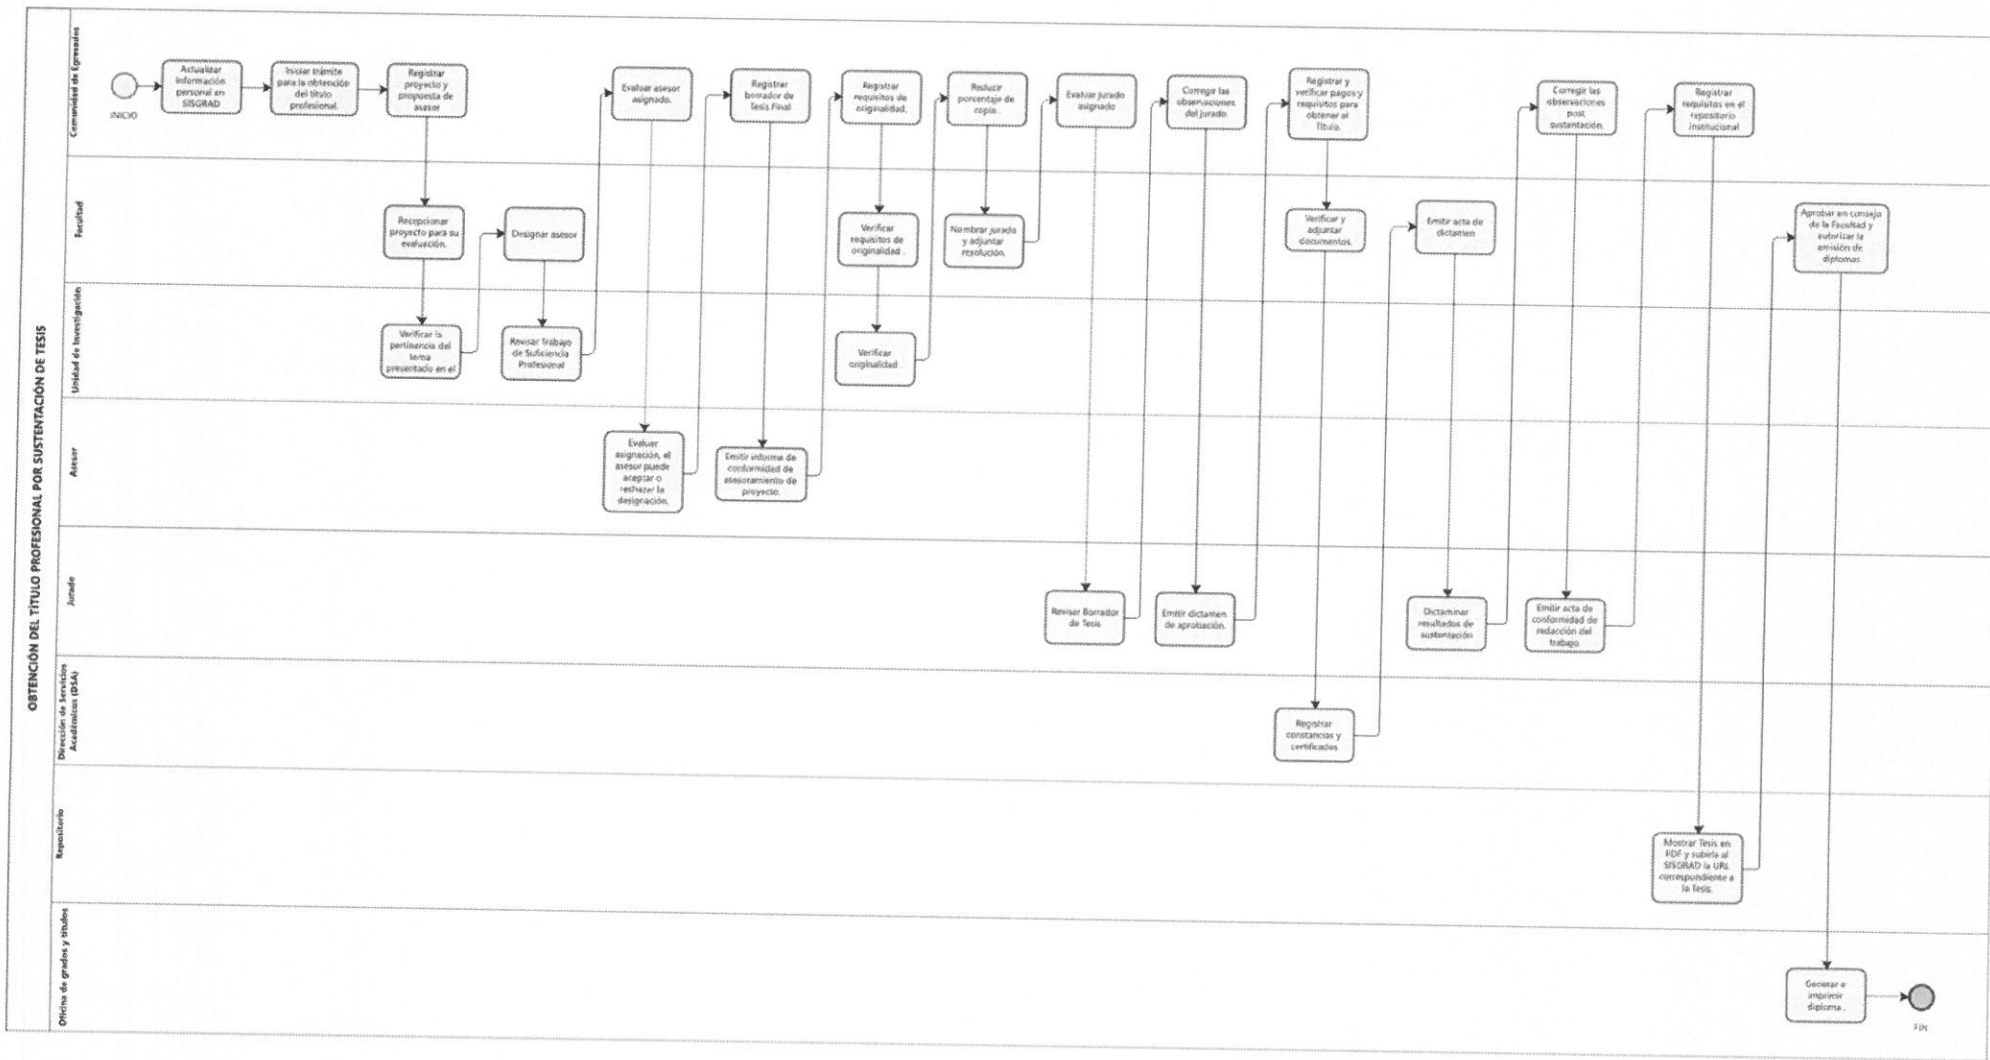 OBTENCIÓN DEL TÍTULO PROFESIONAL POR SUSTENTACIÓN DE TESIS
Comunidad de Egresados
INICIO
Actualizar
información
personal en
SISGRAD
Iniciar trámite
para la obtención
del título
profesional.
Registrar
proyecto y
propuesta de
asesor
Evaluar asesor
asignado.
Registrar
borrador de
Tesis Final
Registrar
requisitos de
originalidad.
Reducir
porcentaje de
copia .
Evaluar jurado
asignado
Corregir las
observaciones
del jurado.
Registrar y
verificar pagos y
requisitos para
obtener el
Título.
Corregir las
observaciones
post
sustentación.
Registrar
requisitos en el
repositorio
institucional
Facultad
Recepcionar
proyecto para su
evaluación.
Designar asesor
Verificar
requisitos de
originalidad .
Nombrar jurado
y adjuntar
resolución.
Verificar y
adjuntar
documentos.
Emitir acta de
dictamen
Aprobar en consejo
de la Facultad y
autorizar la
emisión de
diplomas
Unidad de Investigación
Verificar la
pertinencia del
tema
presentado en el
Revisar Trabajo
de Suficiencia
Profesional
Verificar
originalidad .
Asesor
Evaluar
asignación, el
asesor puede
aceptar o
rechazar la
designación.
Emitir informe de
conformidad de
asesoramiento de
proyecto.
Jurado
Revisar Borrador
de Tesis
Emitir dictamen
de aprobación.
Dictaminar
resultados de
sustentación
Emitir acta de
conformidad de
redacción del
trabajo.
Dirección de Servicios
Académicos (DSA)
Registrar
constancias y
certificados
Repositorio
Mostrar Tesis en
PDF y subirla al
SISGRAD la URL
correspondiente a
la Tesis.
Oficina de grados y títulos
Generar e
imprimir
diploma .
FIN